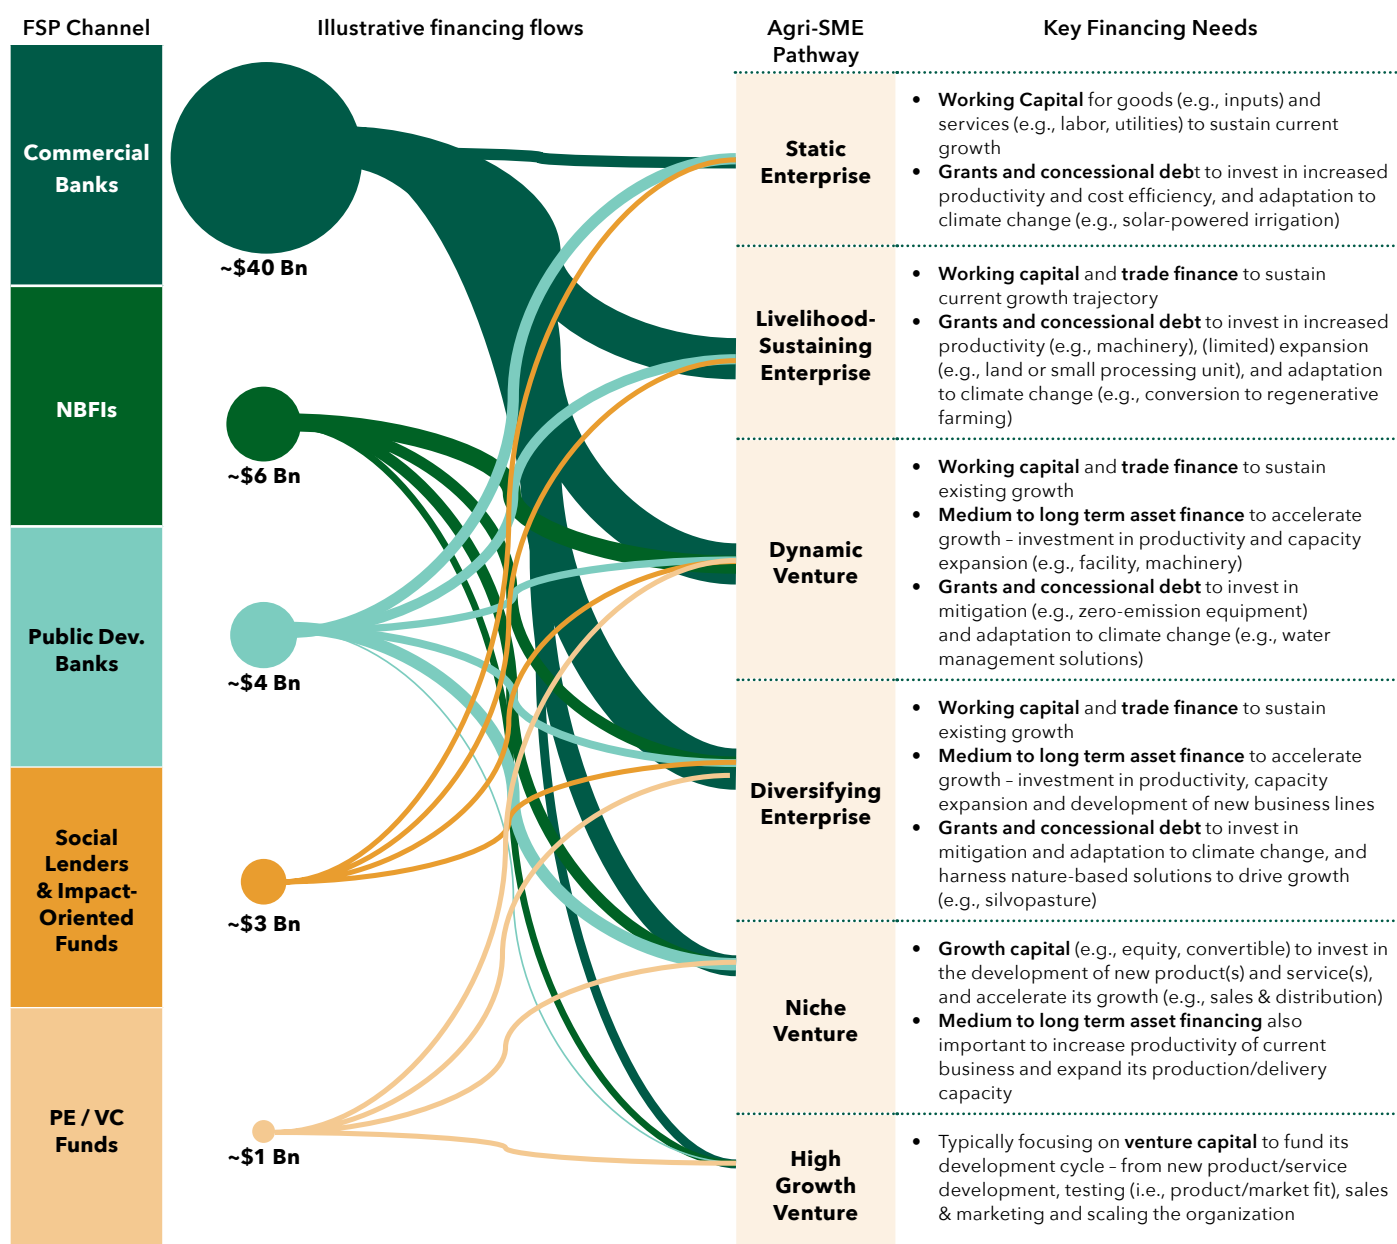 FSP Channel
Illustrative financing flows
Agri-SME
Pathway
Key Financing Needs
Commercial
Banks
~$40 Bn
NBFIs
~$6 Bn
Public Dev.
Banks
~$4 Bn
Social
Lenders
& Impact-
Oriented
Funds
~$3 Bn
PE / VC
Funds
~$1 Bn
Static
Enterprise
• Working Capital for goods (e.g., inputs) and
services (e.g., labor, utilities) to sustain current
growth
• Grants and concessional debt to invest in increased
productivity and cost efficiency, and adaptation to
climate change (e.g., solar-powered irrigation)
Livelihood-
Sustaining
Enterprise
• Working capital and trade finance to sustain
current growth trajectory
• Grants and concessional debt to invest in increased
productivity (e.g., machinery), (limited) expansion
(e.g., land or small processing unit), and adaptation
to climate change (e.g., conversion to regenerative
farming)
Dynamic
Venture
• Working capital and trade finance to sustain
existing growth
• Medium to long term asset finance to accelerate
growth – investment in productivity and capacity
expansion (e.g., facility, machinery)
• Grants and concessional debt to invest in
mitigation (e.g., zero-emission equipment)
and adaptation to climate change (e.g., water
management solutions)
Diversifying
Enterprise
• Working capital and trade finance to sustain
existing growth
• Medium to long term asset finance to accelerate
growth – investment in productivity, capacity
expansion and development of new business lines
• Grants and concessional debt to invest in
mitigation and adaptation to climate change, and
harness nature-based solutions to drive growth
(e.g., silvopasture)
Niche
Venture
• Growth capital (e.g., equity, convertible) to invest in
the development of new product(s) and service(s),
and accelerate its growth (e.g., sales & distribution)
• Medium to long term asset financing also
important to increase productivity of current
business and expand its production/delivery
capacity
High
Growth
Venture
• Typically focusing on venture capital to fund its
development cycle – from new product/service
development, testing (i.e., product/market fit), sales
& marketing and scaling the organization